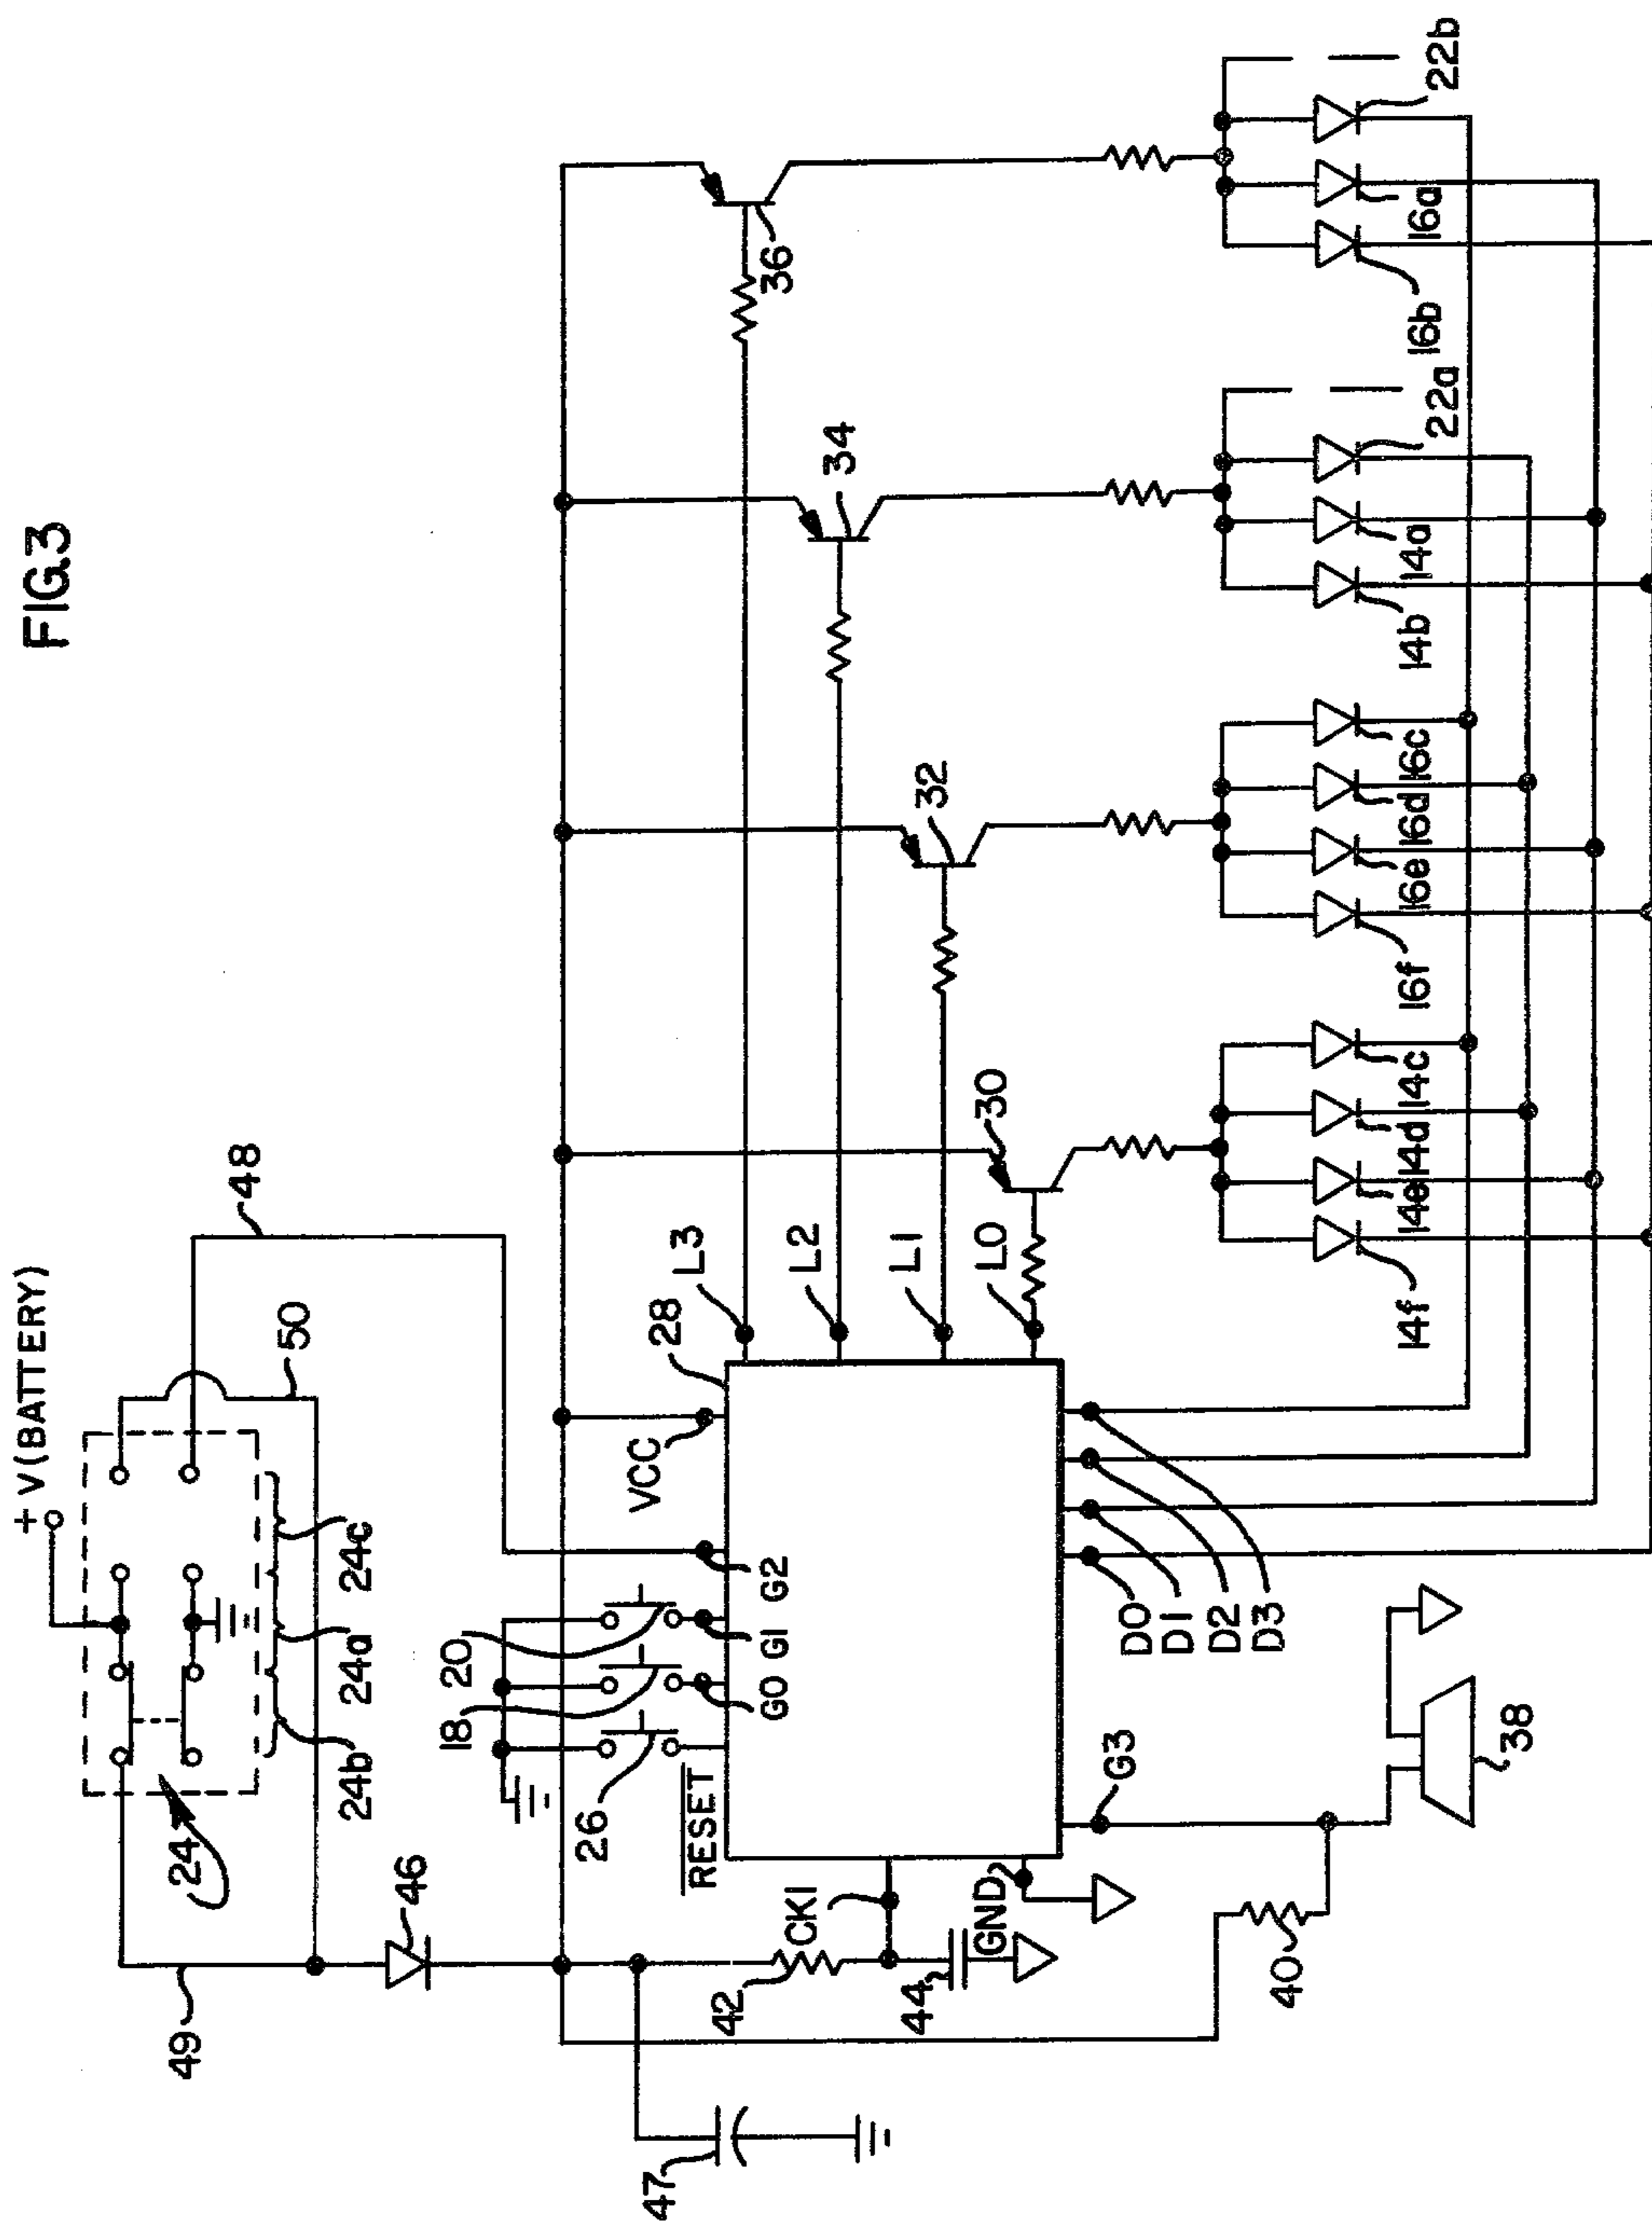 FIG.3
+ V(BATTERY)
48
50
24
24b
24a
24c
49
46
18
20
26
RESET
G0
G1
G2
VCC
28
L3
L2
L1
L0
30
32
34
36
47
42
CK1
44
GND
40
G3
38
D0
D1
D2
D3
14f
14e
14d
14c
16f
16e
16d
16c
14b
14a
22a
16b
16a
22b